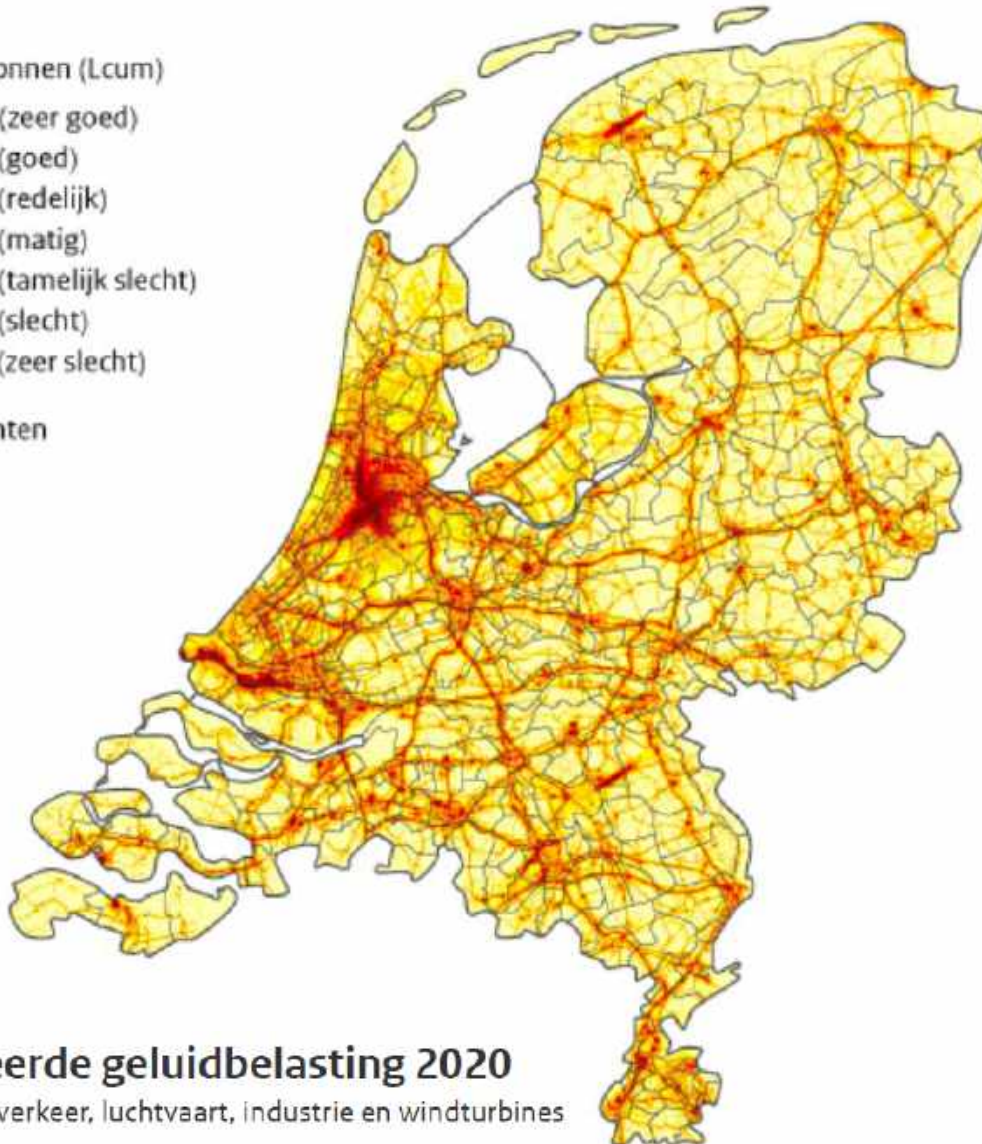 onnen (Lcum)
(zeer goed)
(goed)
(redelijk)
(matig)
(tamelijk slecht)
(slecht)
(zeer slecht)
nten
eerde geluidbelasting 2020
verkeer, luchtvaart, industrie en windturbines